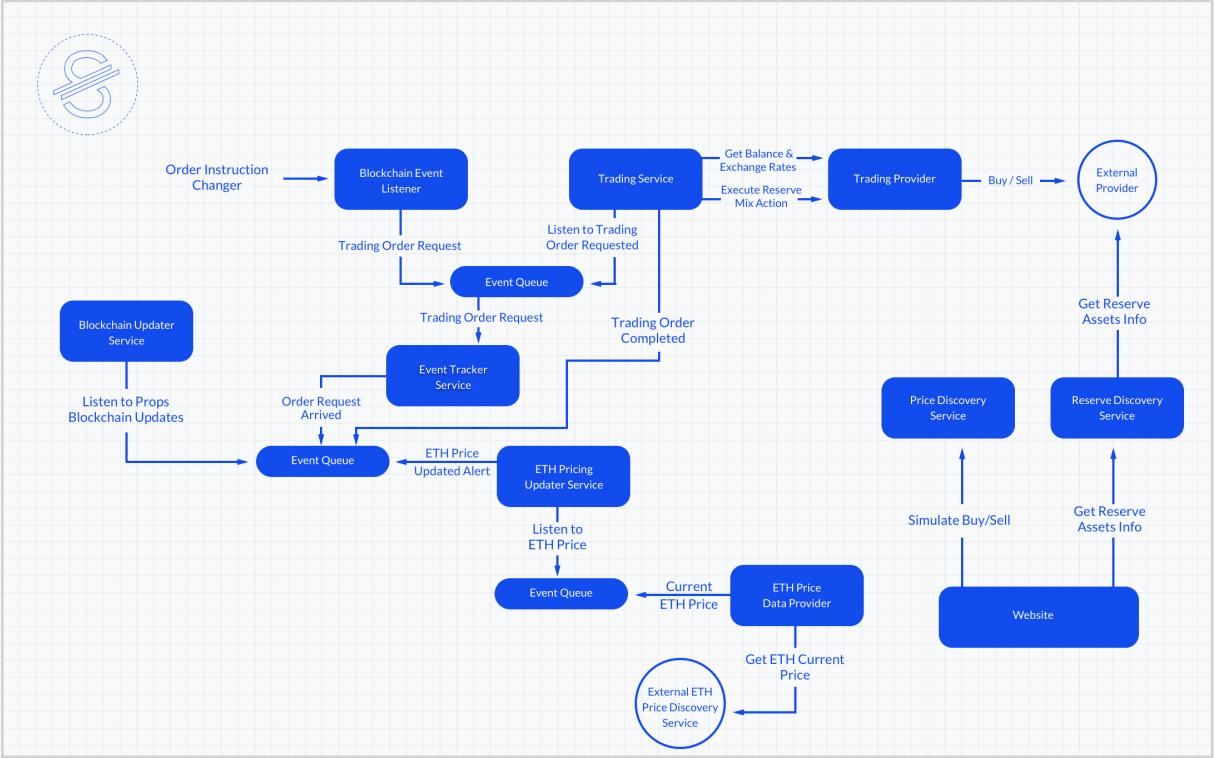 Order Instruction
Changer
Blockchain Event
Listener
Trading Service
Get Balance &
Exchange Rates
Execute Reserve
Mix Action
Trading Provider
Buy / Sell
External
Provider
Trading Order Request
Listen to Trading
Order Requested
Event Queue
Trading Order Request
Trading Order
Completed
Get Reserve
Assets Info
Blockchain Updater
Service
Event Tracker
Service
Listen to Props
Blockchain Updates
Order Request
Arrived
Price Discovery
Service
Reserve Discovery
Service
Event Queue
ETH Price
Updated Alert
ETH Pricing
Updater Service
Listen to
ETH Price
Simulate Buy/Sell
Get Reserve
Assets Info
Event Queue
Current
ETH Price
ETH Price
Data Provider
Website
Get ETH Current
Price
External ETH
Price Discovery
Service